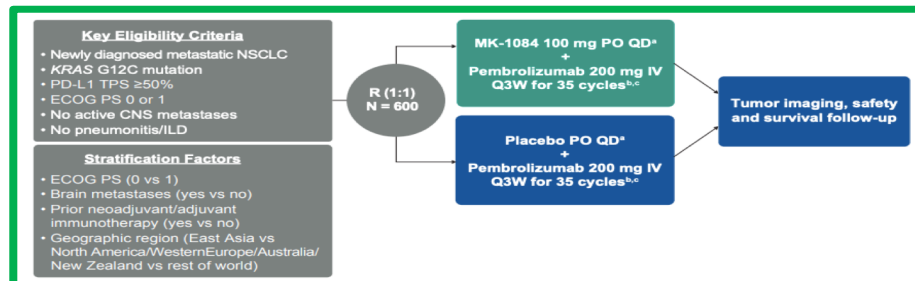 Key Eligibility Criteria
• Newly diagnosed metastatic NSCLC
• KRAS G12C mutation
• PD-L1 TPS ≥50%
• ECOG PS 0 or 1
• No active CNS metastases
• No pneumonitis/ILD
Stratification Factors
• ECOG PS (0 vs 1)
• Brain metastases (yes vs no)
• Prior neoadjuvant/adjuvant
immunotherapy (yes vs no)
• Geographic region (East Asia vs
North America/WesternEurope/Australia/
New Zealand vs rest of world)
R (1:1)
N = 600
MK-1084 100 mg PO QDᵃ
+
Pembrolizumab 200 mg IV
Q3W for 35 cyclesᵇ,ᶜ
Placebo PO QDᵃ
+
Pembrolizumab 200 mg IV
Q3W for 35 cyclesᵇ,ᶜ
Tumor imaging, safety
and survival follow-up